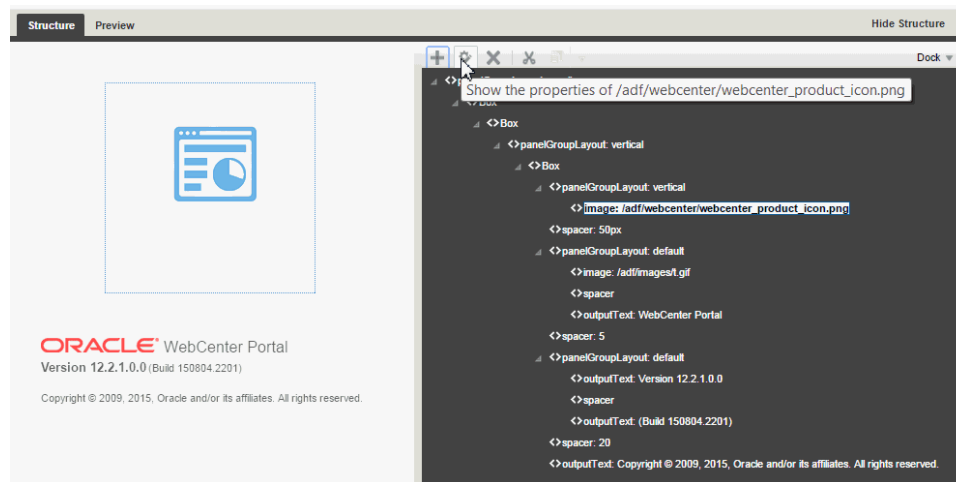 Structure Preview Hide Structure
Dock
Show the properties of /adf/webcenter/webcenter_product_icon.png
<>Box
<>Box
<>panelGroupLayout: vertical
<>Box
<>panelGroupLayout: vertical
<>image: /adf/webcenter/webcenter_product_icon.png
<>spacer: 50px
<>panelGroupLayout: default
<>image: /adf/images/t.gif
<>spacer
<>outputText: WebCenter Portal
<>spacer: 5
<>panelGroupLayout: default
<>outputText: Version 12.2.1.0.0
<>spacer
<>outputText: (Build 150804.2201)
<>spacer: 20
<>outputText: Copyright © 2009, 2015, Oracle and/or its affiliates. All rights reserved.
ORACLE® WebCenter Portal
Version 12.2.1.0.0 (Build 150804.2201)
Copyright © 2009, 2015, Oracle and/or its affiliates. All rights reserved.